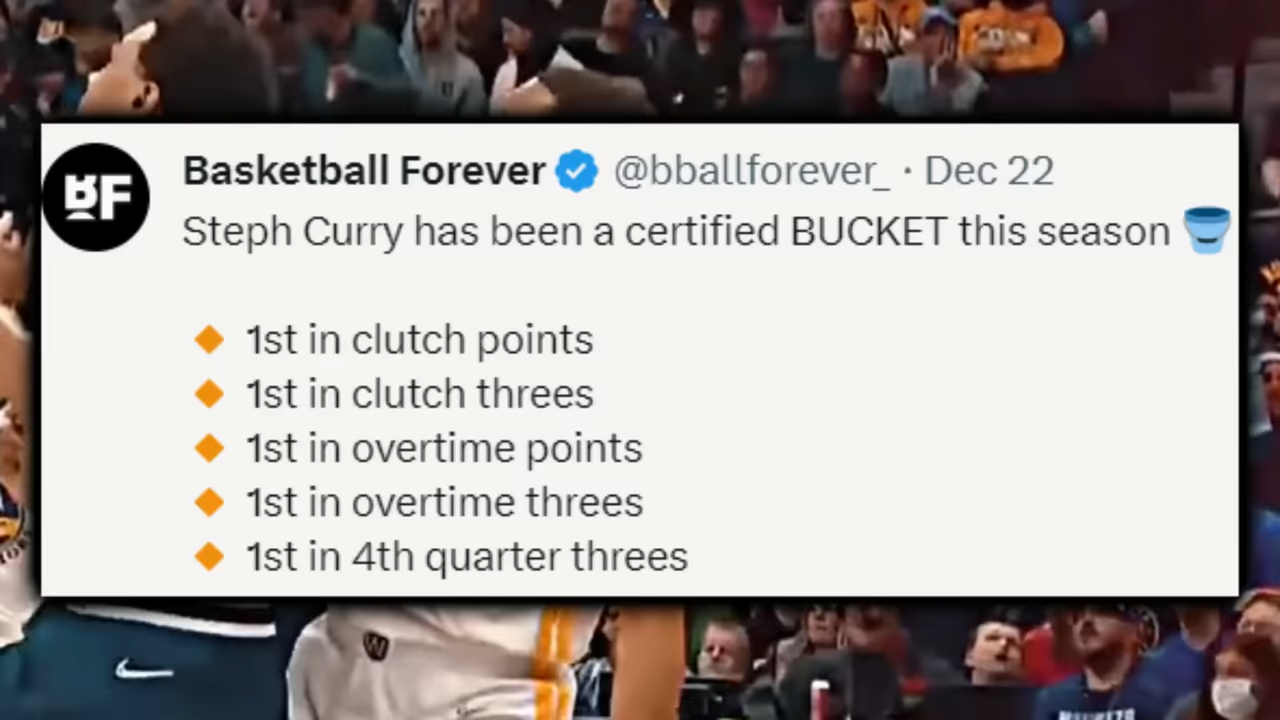 BF Basketball Forever @bballforever_ · Dec 22
Steph Curry has been a certified BUCKET this season 🪣
🔸 1st in clutch points
🔸 1st in clutch threes
🔸 1st in overtime points
🔸 1st in overtime threes
🔸 1st in 4th quarter threes